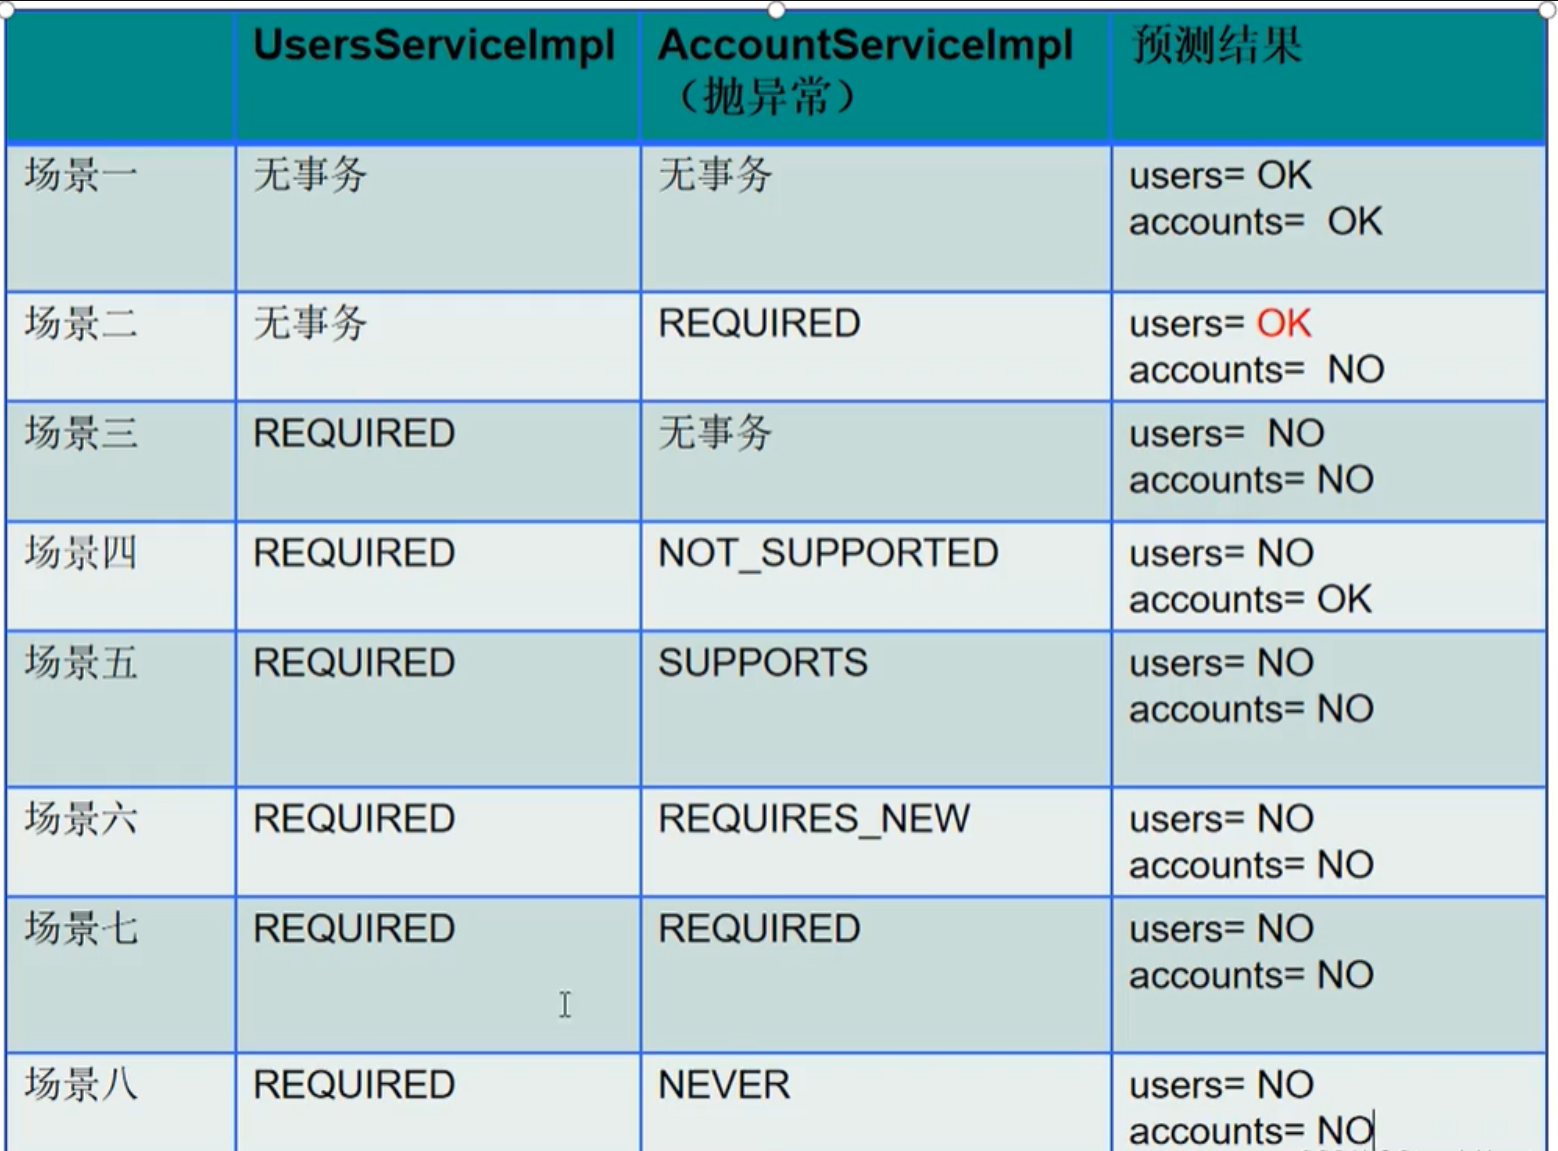 UsersServiceImpl
AccountServiceImpl
（抛异常）
预测结果
场景一
无事务
无事务
users= OK
accounts= OK
场景二
无事务
REQUIRED
users= OK
accounts= NO
场景三
REQUIRED
无事务
users= NO
accounts= NO
场景四
REQUIRED
NOT_SUPPORTED
users= NO
accounts= OK
场景五
REQUIRED
SUPPORTS
users= NO
accounts= NO
场景六
REQUIRED
REQUIRES_NEW
users= NO
accounts= NO
场景七
REQUIRED
REQUIRED
users= NO
accounts= NO
场景八
REQUIRED
NEVER
users= NO
accounts= NO